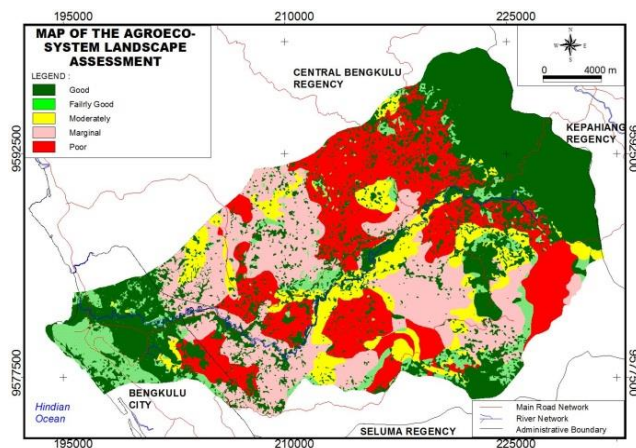 195000
210000
225000
MAP OF THE AGROECO-
SYSTEM LANDSCAPE
ASSESSMENT
LEGEND :
Good
Failrly Good
Moderately
Marginal
Poor
N
W
E
S
0
4000 m
CENTRAL BENGKULU
REGENCY
KEPAHIANG
REGENCY
9592500
9592500
9577500
9577500
BENGKULU
CITY
Hindian
Ocean
SELUMA REGENCY
Main Road Network
River Network
Administrative Boundary
195000
210000
225000